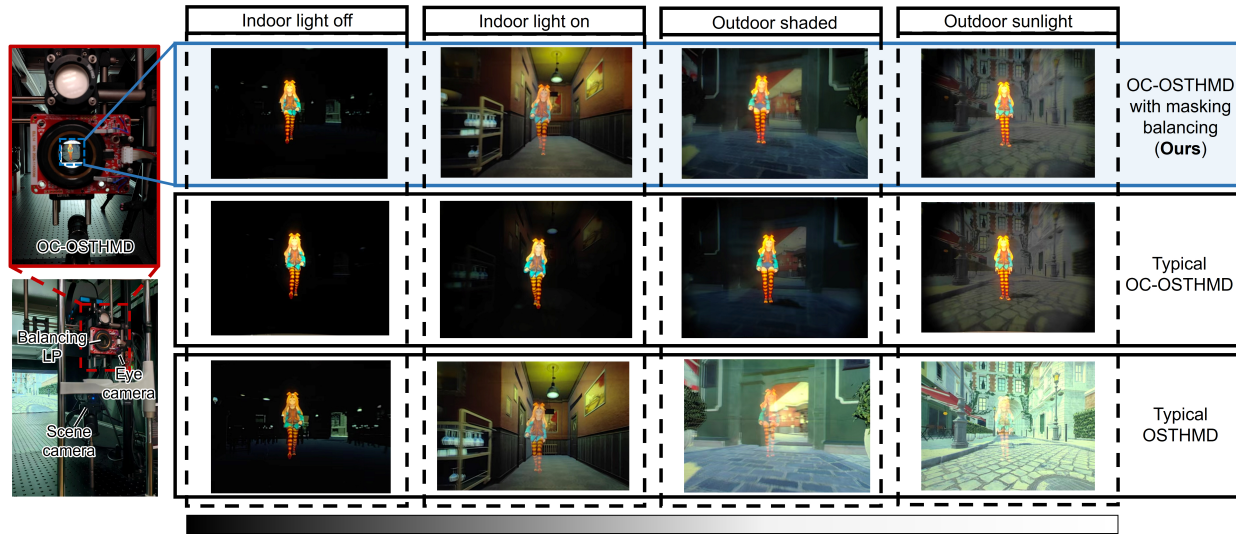 Indoor light off
Indoor light on
Outdoor shaded
Outdoor sunlight
OC-OSTHMD
with masking
balancing
(Ours)
OC-OSTHMD
Typical
OC-OSTHMD
Balancing
LP
Eye
camera
Scene
camera
Typical
OSTHMD